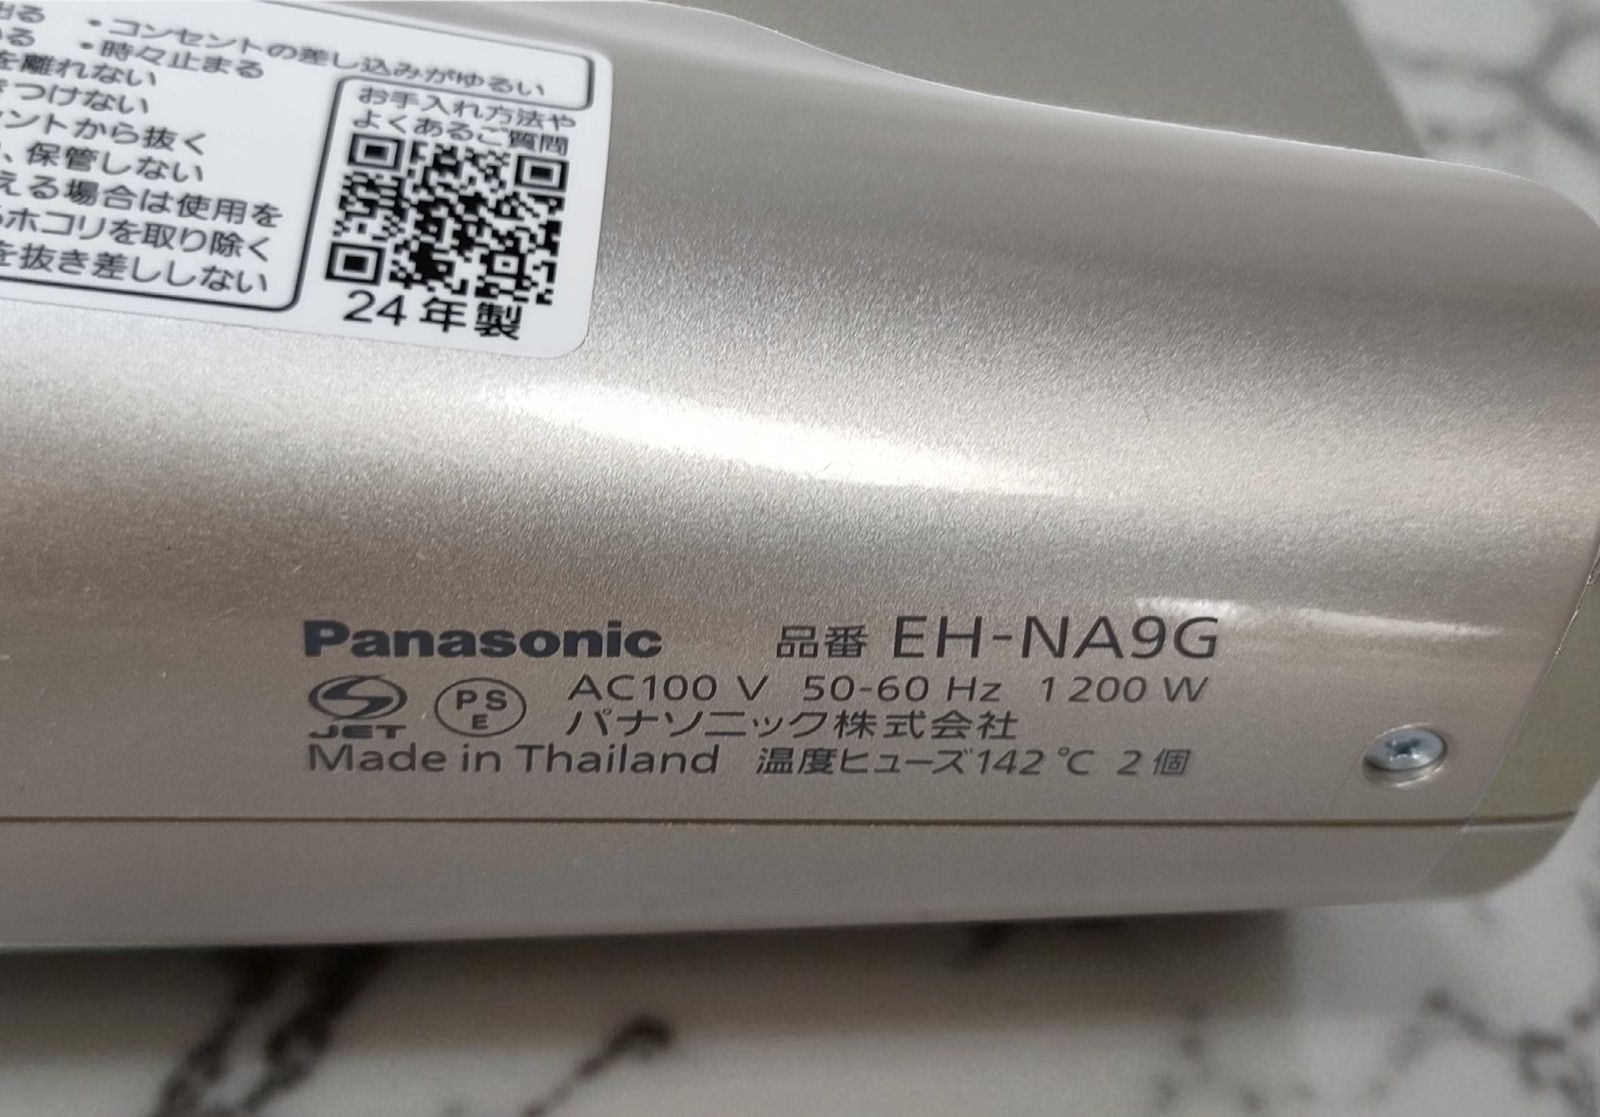 出る ・コンセントの差し込みがゆるい
いる ・時々止まる
を離れない
つけない
セントから抜く
、保管しない
える場合は使用を
るホコリを取り除く
を抜き差ししない
お手入れ方法や
よくあるご質問
24年製
Panasonic 品番 EH-NA9G
JET PSE AC100 V 50-60 Hz 1200 W
パナソニック株式会社
Made in Thailand 温度ヒューズ142℃ 2個